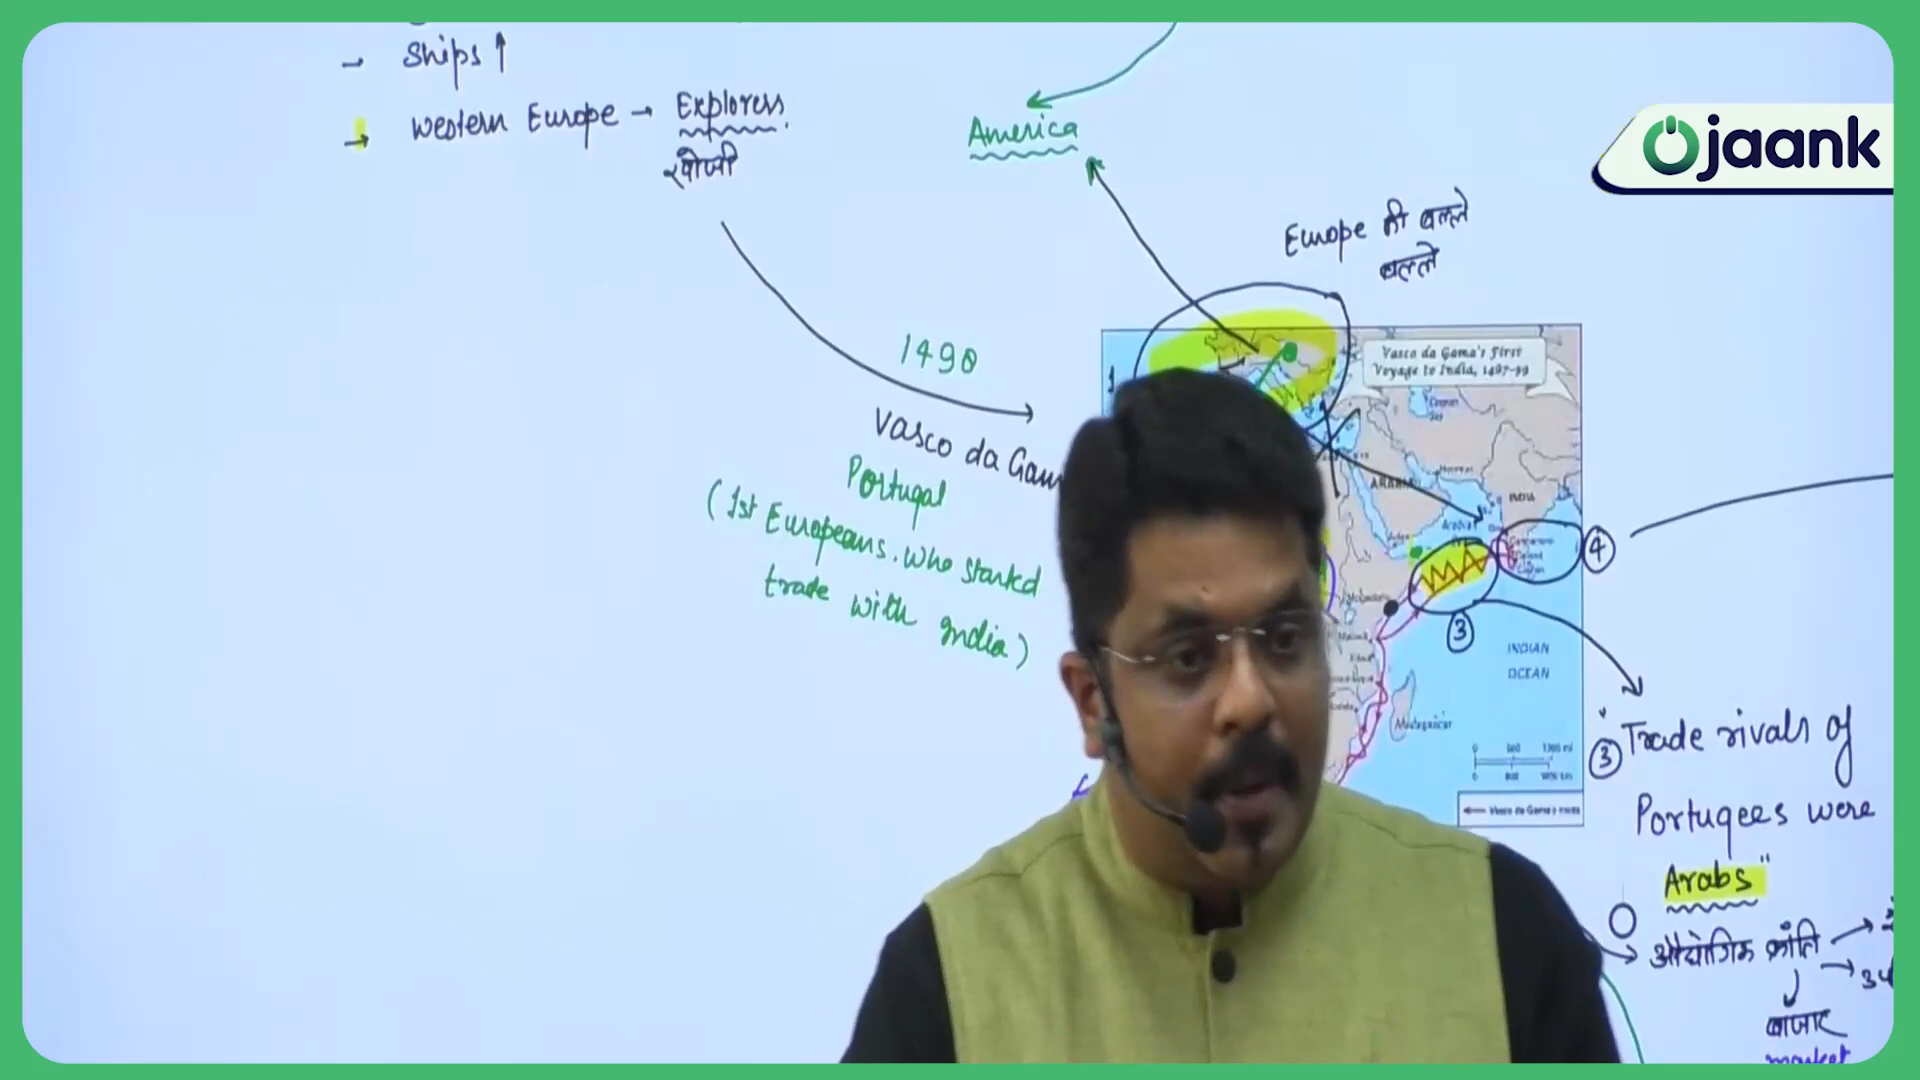 → Ships ↑
→ Western Europe → Explorers
खोजी
America
Europe की बल्ले
बल्ले
Ojaank
1498
Vasco da Gam
Portugal
(1st Europeans. who started
trade with India)
Vasco da Gama's First
Voyage to India, 1497-99
ARABIA
INDIA
INDIAN
OCEAN
Madagascar
③
④
③ Trade rivals of
Portugees were
Arabs"
औद्योगिक क्रांति
बाजार
market